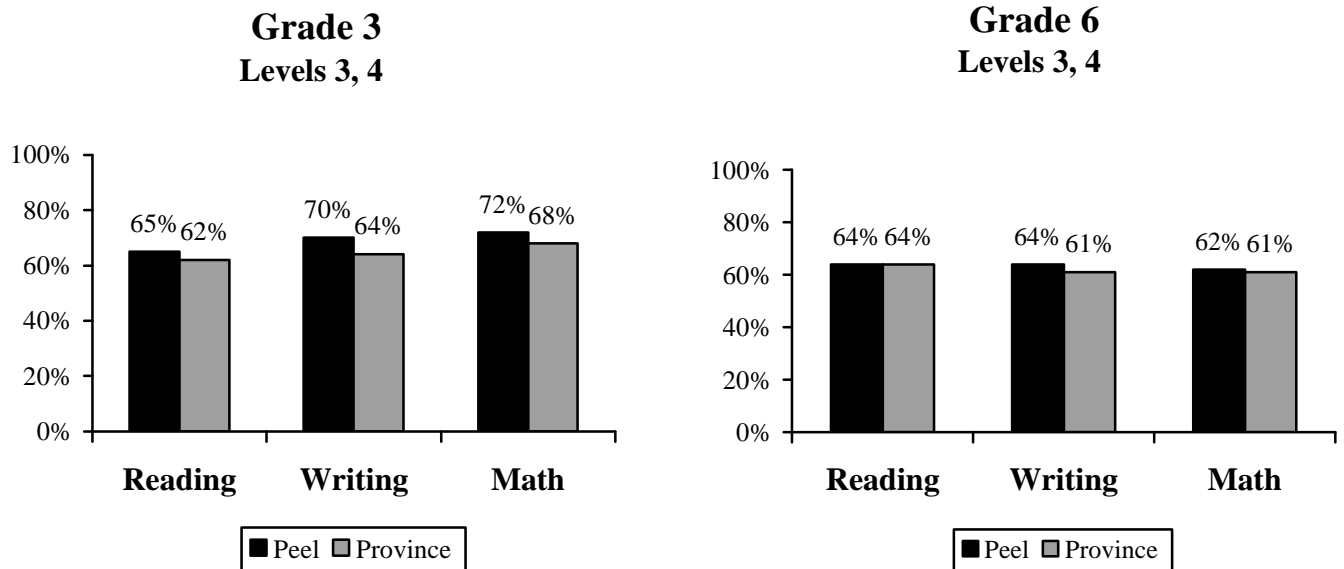 Grade 3
Levels 3, 4
100%
80%
60%
40%
20%
0%
65%
62%
70%
64%
72%
68%
Reading Writing Math
Peel Province
Grade 6
Levels 3, 4
100%
80%
60%
40%
20%
0%
64% 64%
64%
61%
62% 61%
Reading Writing Math
Peel Province